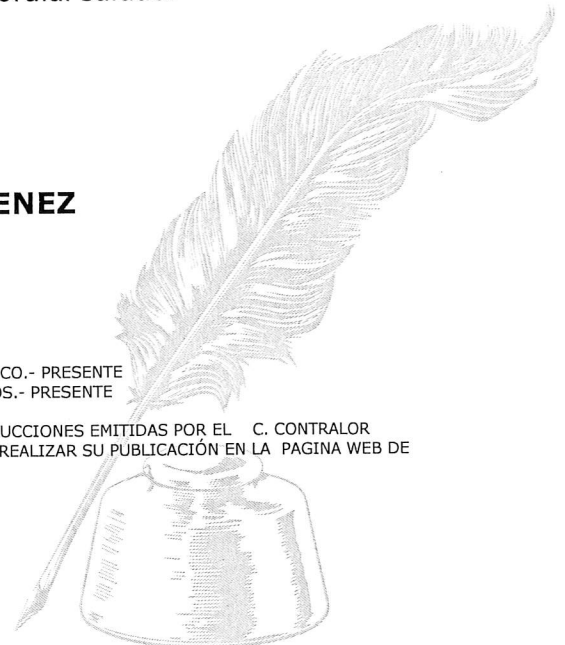 ENEZ
CO.- PRESENTE
OS.- PRESENTE
UCCIONES EMITIDAS POR EL C. CONTRALOR
REALIZAR SU PUBLICACIÓN EN LA PAGINA WEB DE